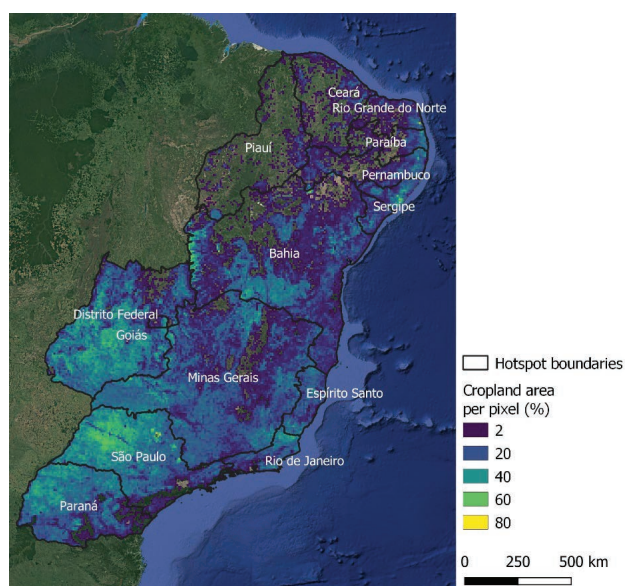 Ceará
Rio Grande do Norte
Piauí
Paraíba
Pernambuco
Sergipe
Bahia
Distrito Federal
Goiás
Minas Gerais
Espírito Santo
São Paulo
Rio de Janeiro
Paraná
Hotspot boundaries
Cropland area
per pixel (%)
2
20
40
60
80
0 250 500 km